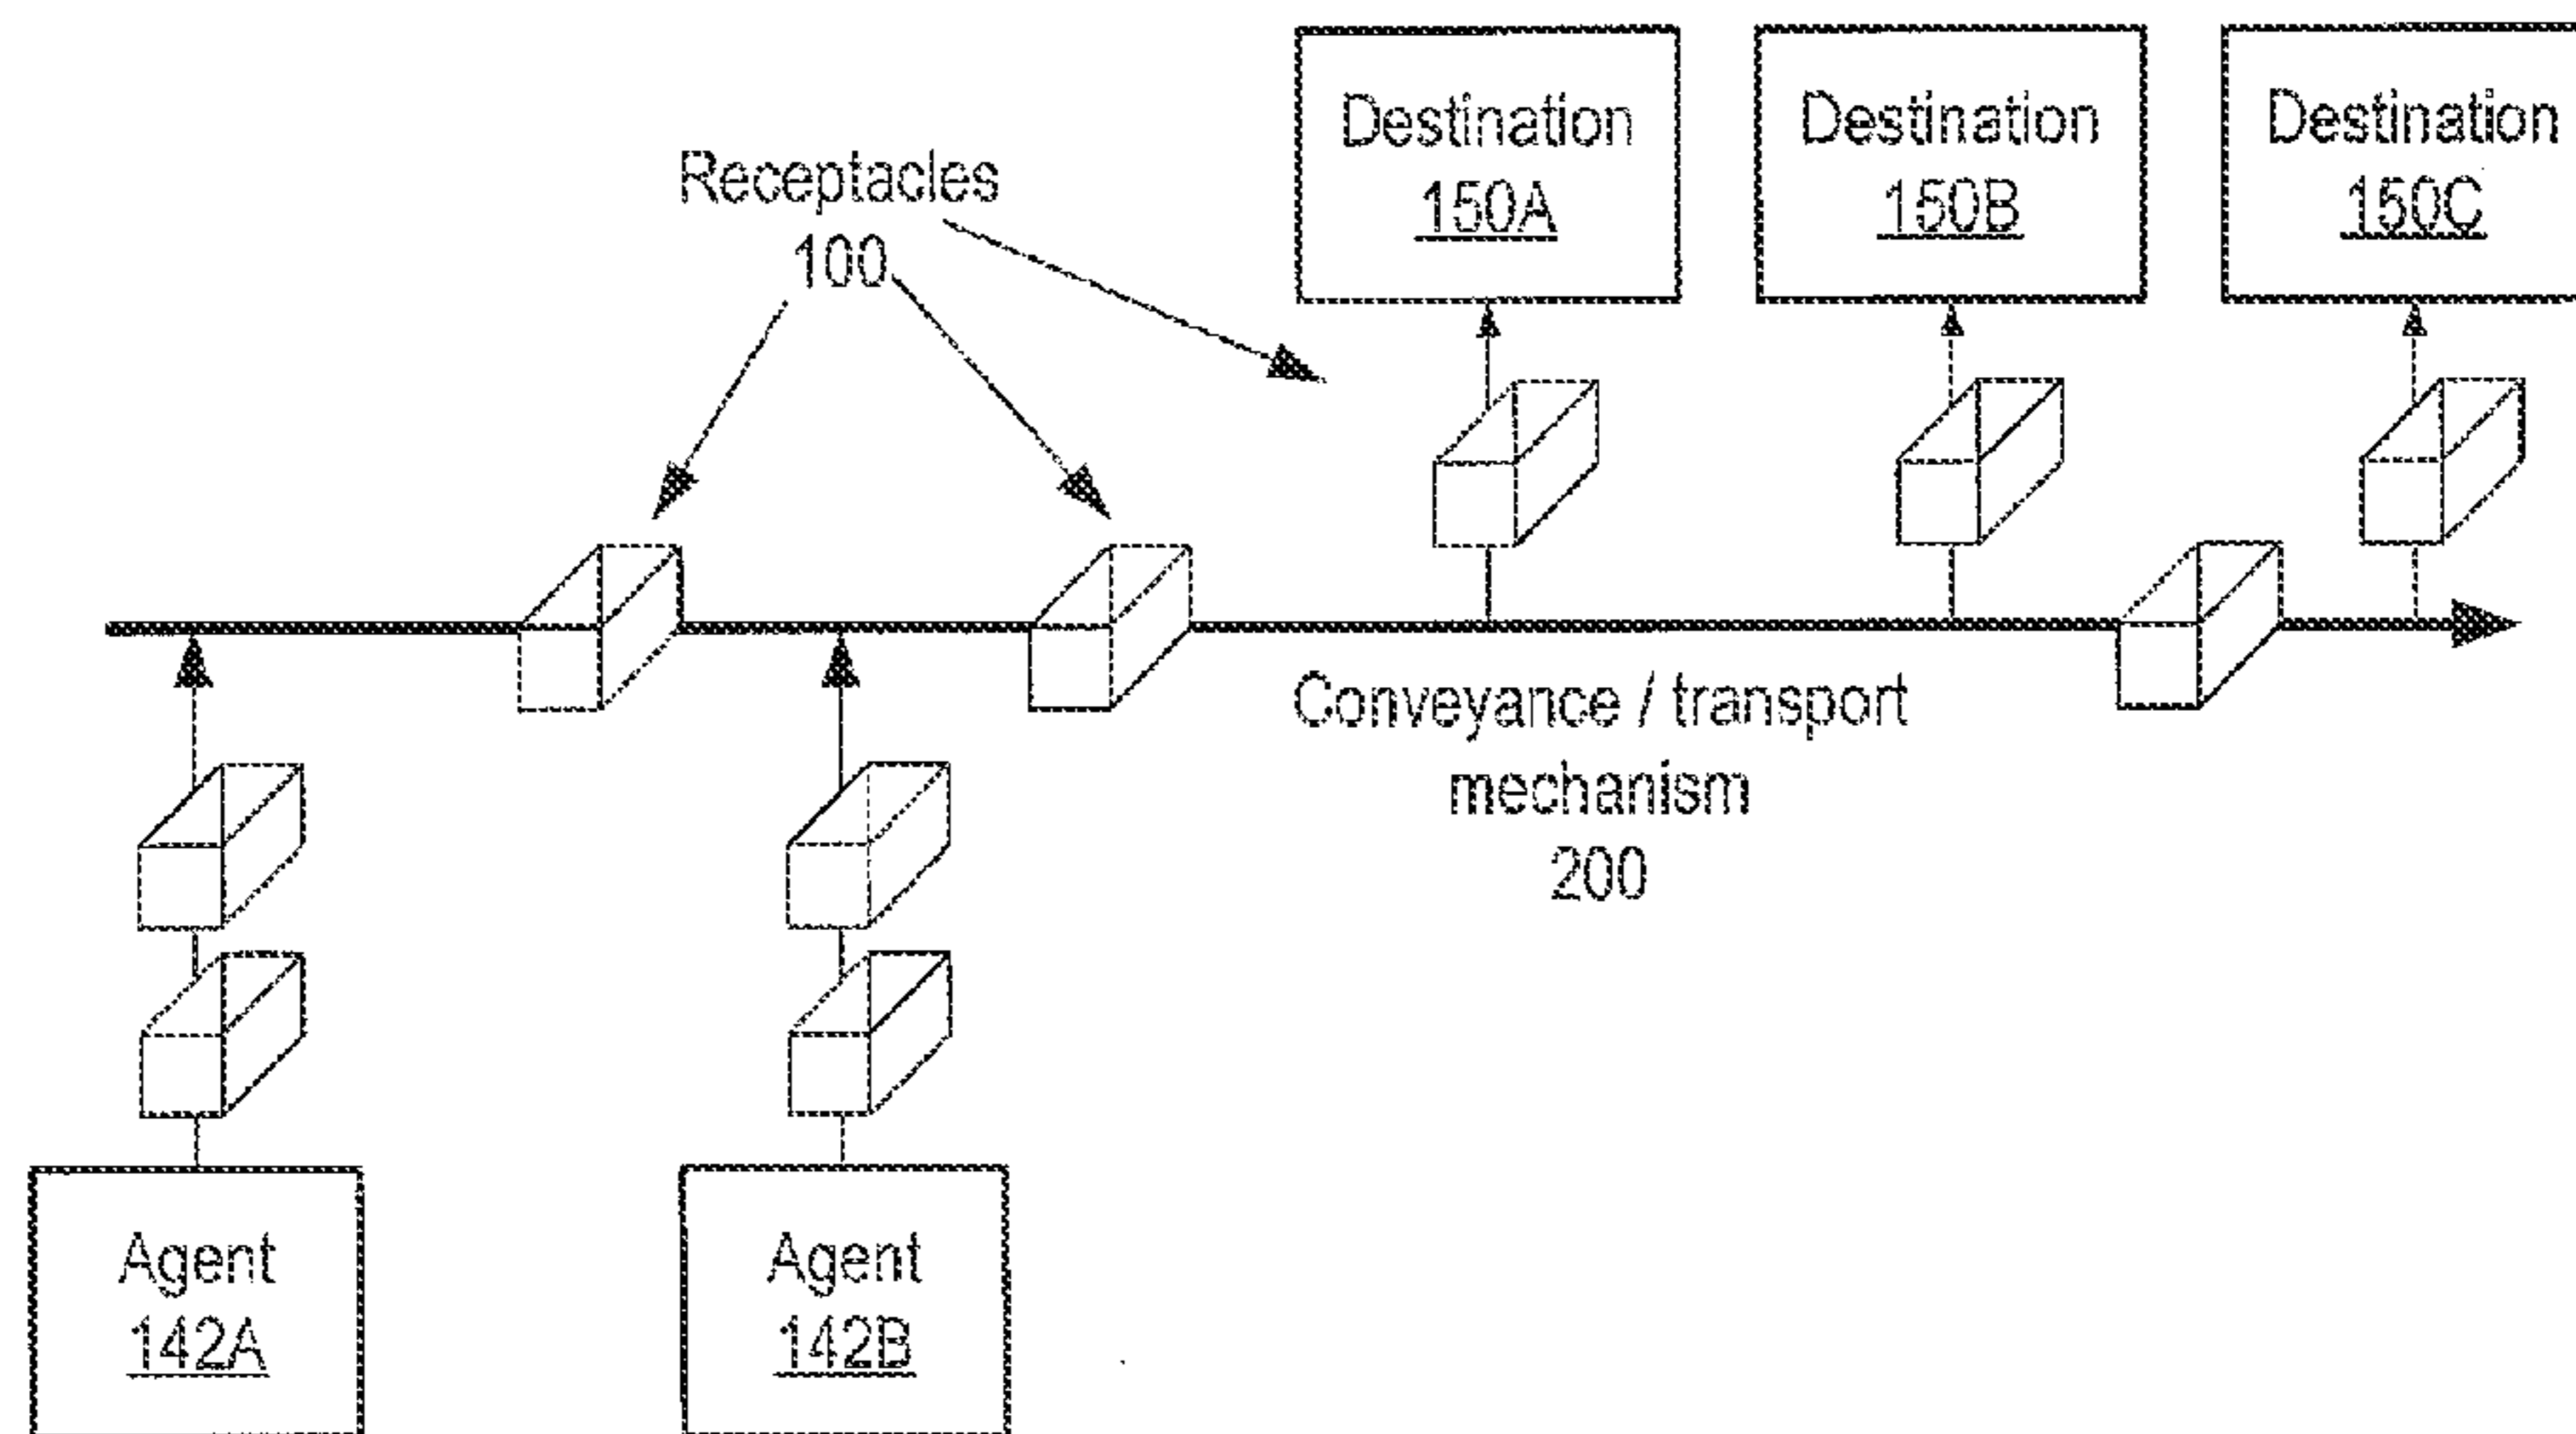 Receptacles
100
Destination
150A
Destination
150B
Destination
150C
Conveyance / transport
mechanism
200
Agent
142A
Agent
142B